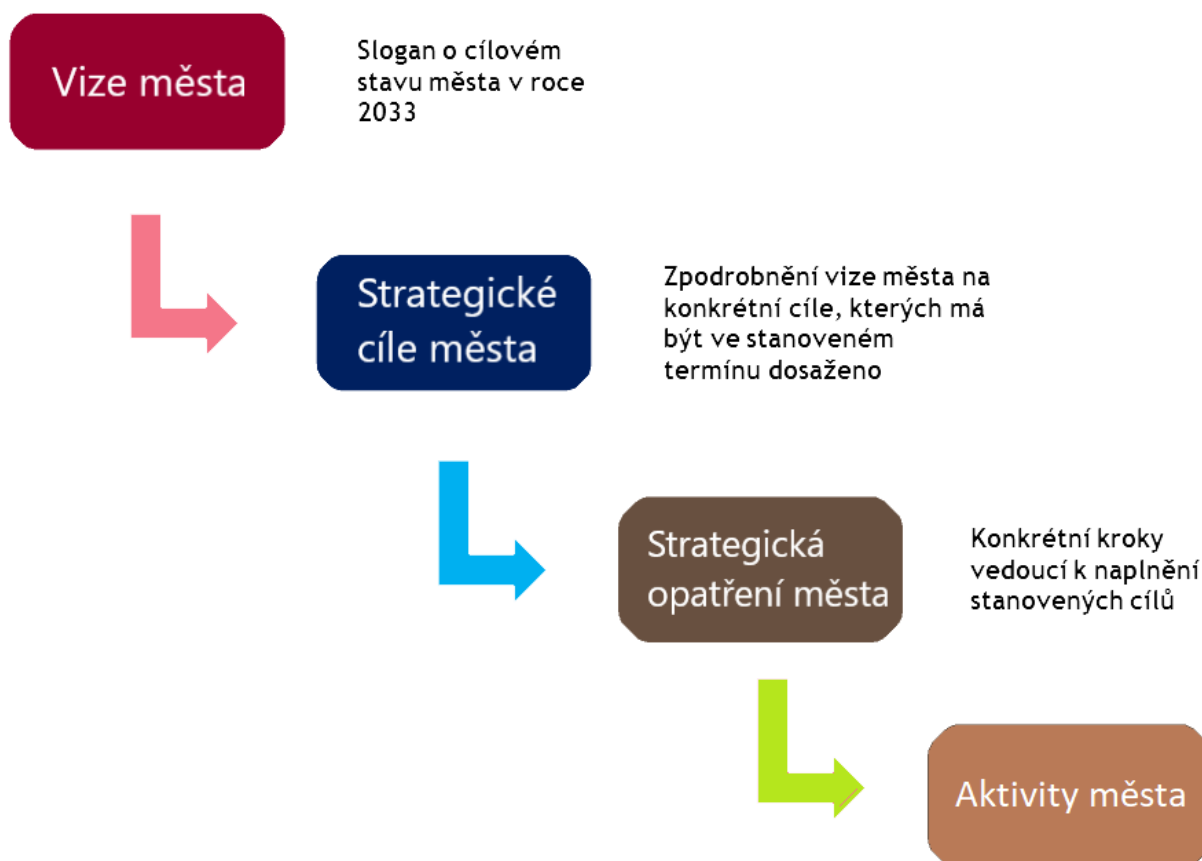 Vize města
Slogan o cílovém
stavu města v roce
2033
Strategické
cíle města
Zpodrobnění vize města na
konkrétní cíle, kterých má
být ve stanoveném
termínu dosaženo
Strategická
opatření města
Konkrétní kroky
vedoucí k naplnění
stanovených cílů
Aktivity města